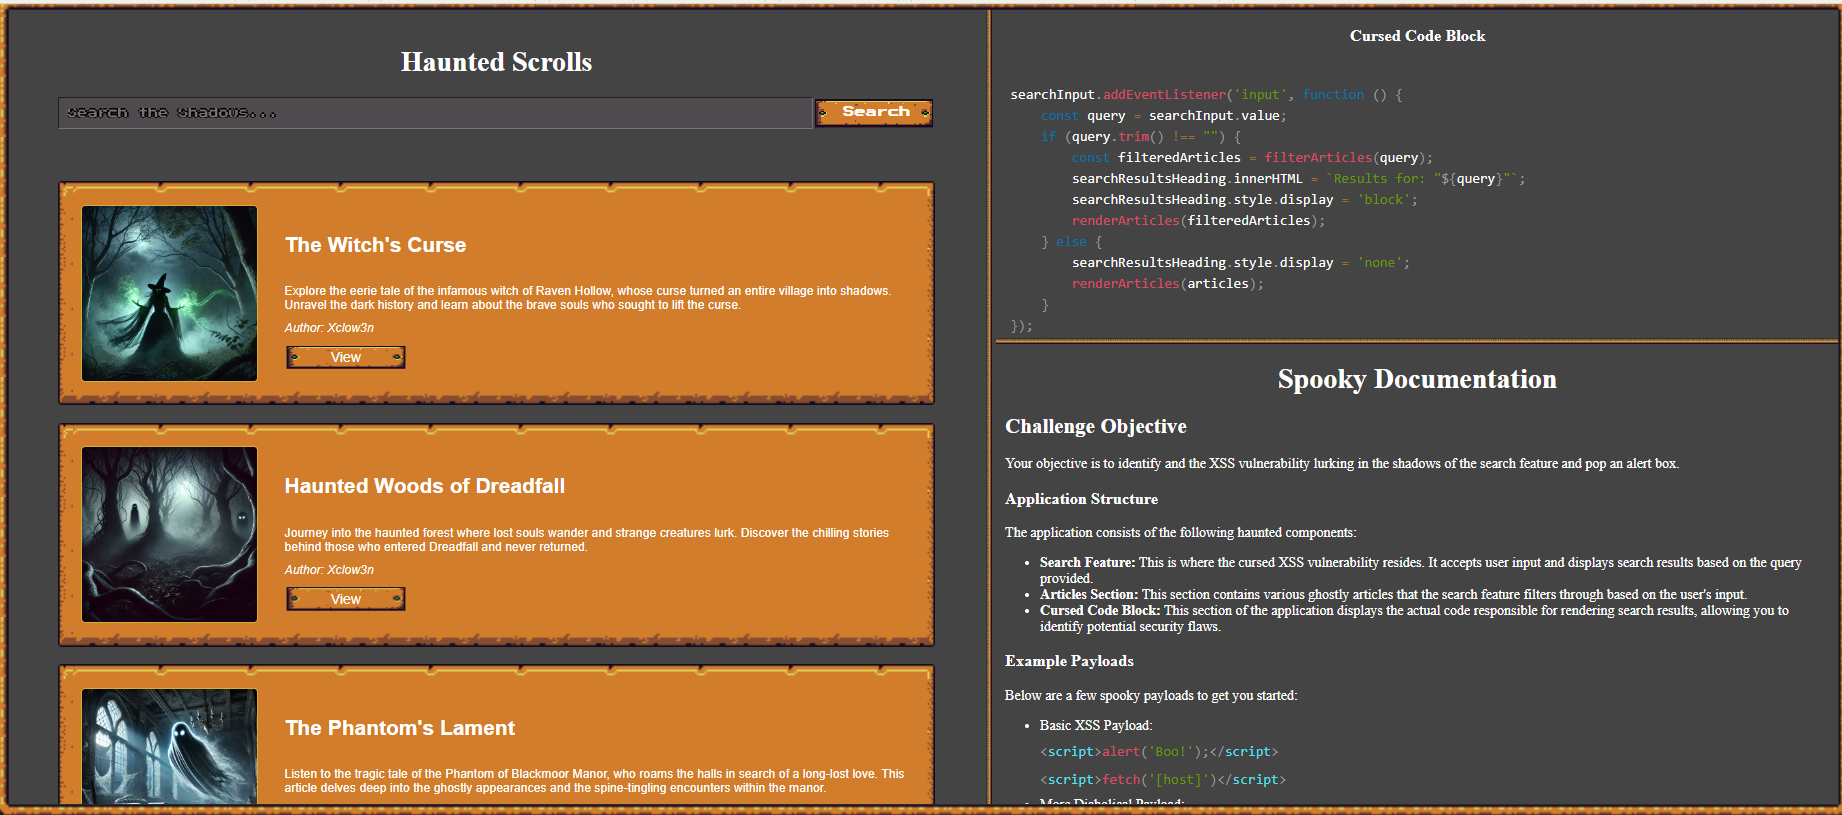 Haunted Scrolls
Search the Shadows...
Search
The Witch's Curse
Explore the eerie tale of the infamous witch of Raven Hollow, whose curse turned an entire village into shadows.
Unravel the dark history and learn about the brave souls who sought to lift the curse.
Author: Xclow3n
View
Haunted Woods of Dreadfall
Journey into the haunted forest where lost souls wander and strange creatures lurk. Discover the chilling stories
behind those who entered Dreadfall and never returned.
Author: Xclow3n
View
The Phantom's Lament
Listen to the tragic tale of the Phantom of Blackmoor Manor, who roams the halls in search of a long-lost love. This
article delves deep into the ghostly appearances and the spine-tingling encounters within the manor.
Cursed Code Block
searchInput.addEventListener('input', function () {
    const query = searchInput.value;
    if (query.trim() !== "") {
        const filteredArticles = filterArticles(query);
        searchResultsHeading.innerHTML = `Results for: "${query}"`;
        searchResultsHeading.style.display = 'block';
        renderArticles(filteredArticles);
    } else {
        searchResultsHeading.style.display = 'none';
        renderArticles(articles);
    }
});
Spooky Documentation
Challenge Objective
Your objective is to identify and the XSS vulnerability lurking in the shadows of the search feature and pop an alert box.
Application Structure
The application consists of the following haunted components:
• Search Feature: This is where the cursed XSS vulnerability resides. It accepts user input and displays search results based on the query
provided.
• Articles Section: This section contains various ghostly articles that the search feature filters through based on the user's input.
• Cursed Code Block: This section of the application displays the actual code responsible for rendering search results, allowing you to
identify potential security flaws.
Example Payloads
Below are a few spooky payloads to get you started:
• Basic XSS Payload:
<script>alert('Boo!');</script>
<script>fetch('[host]')</script>
• More Diabolical Payload: